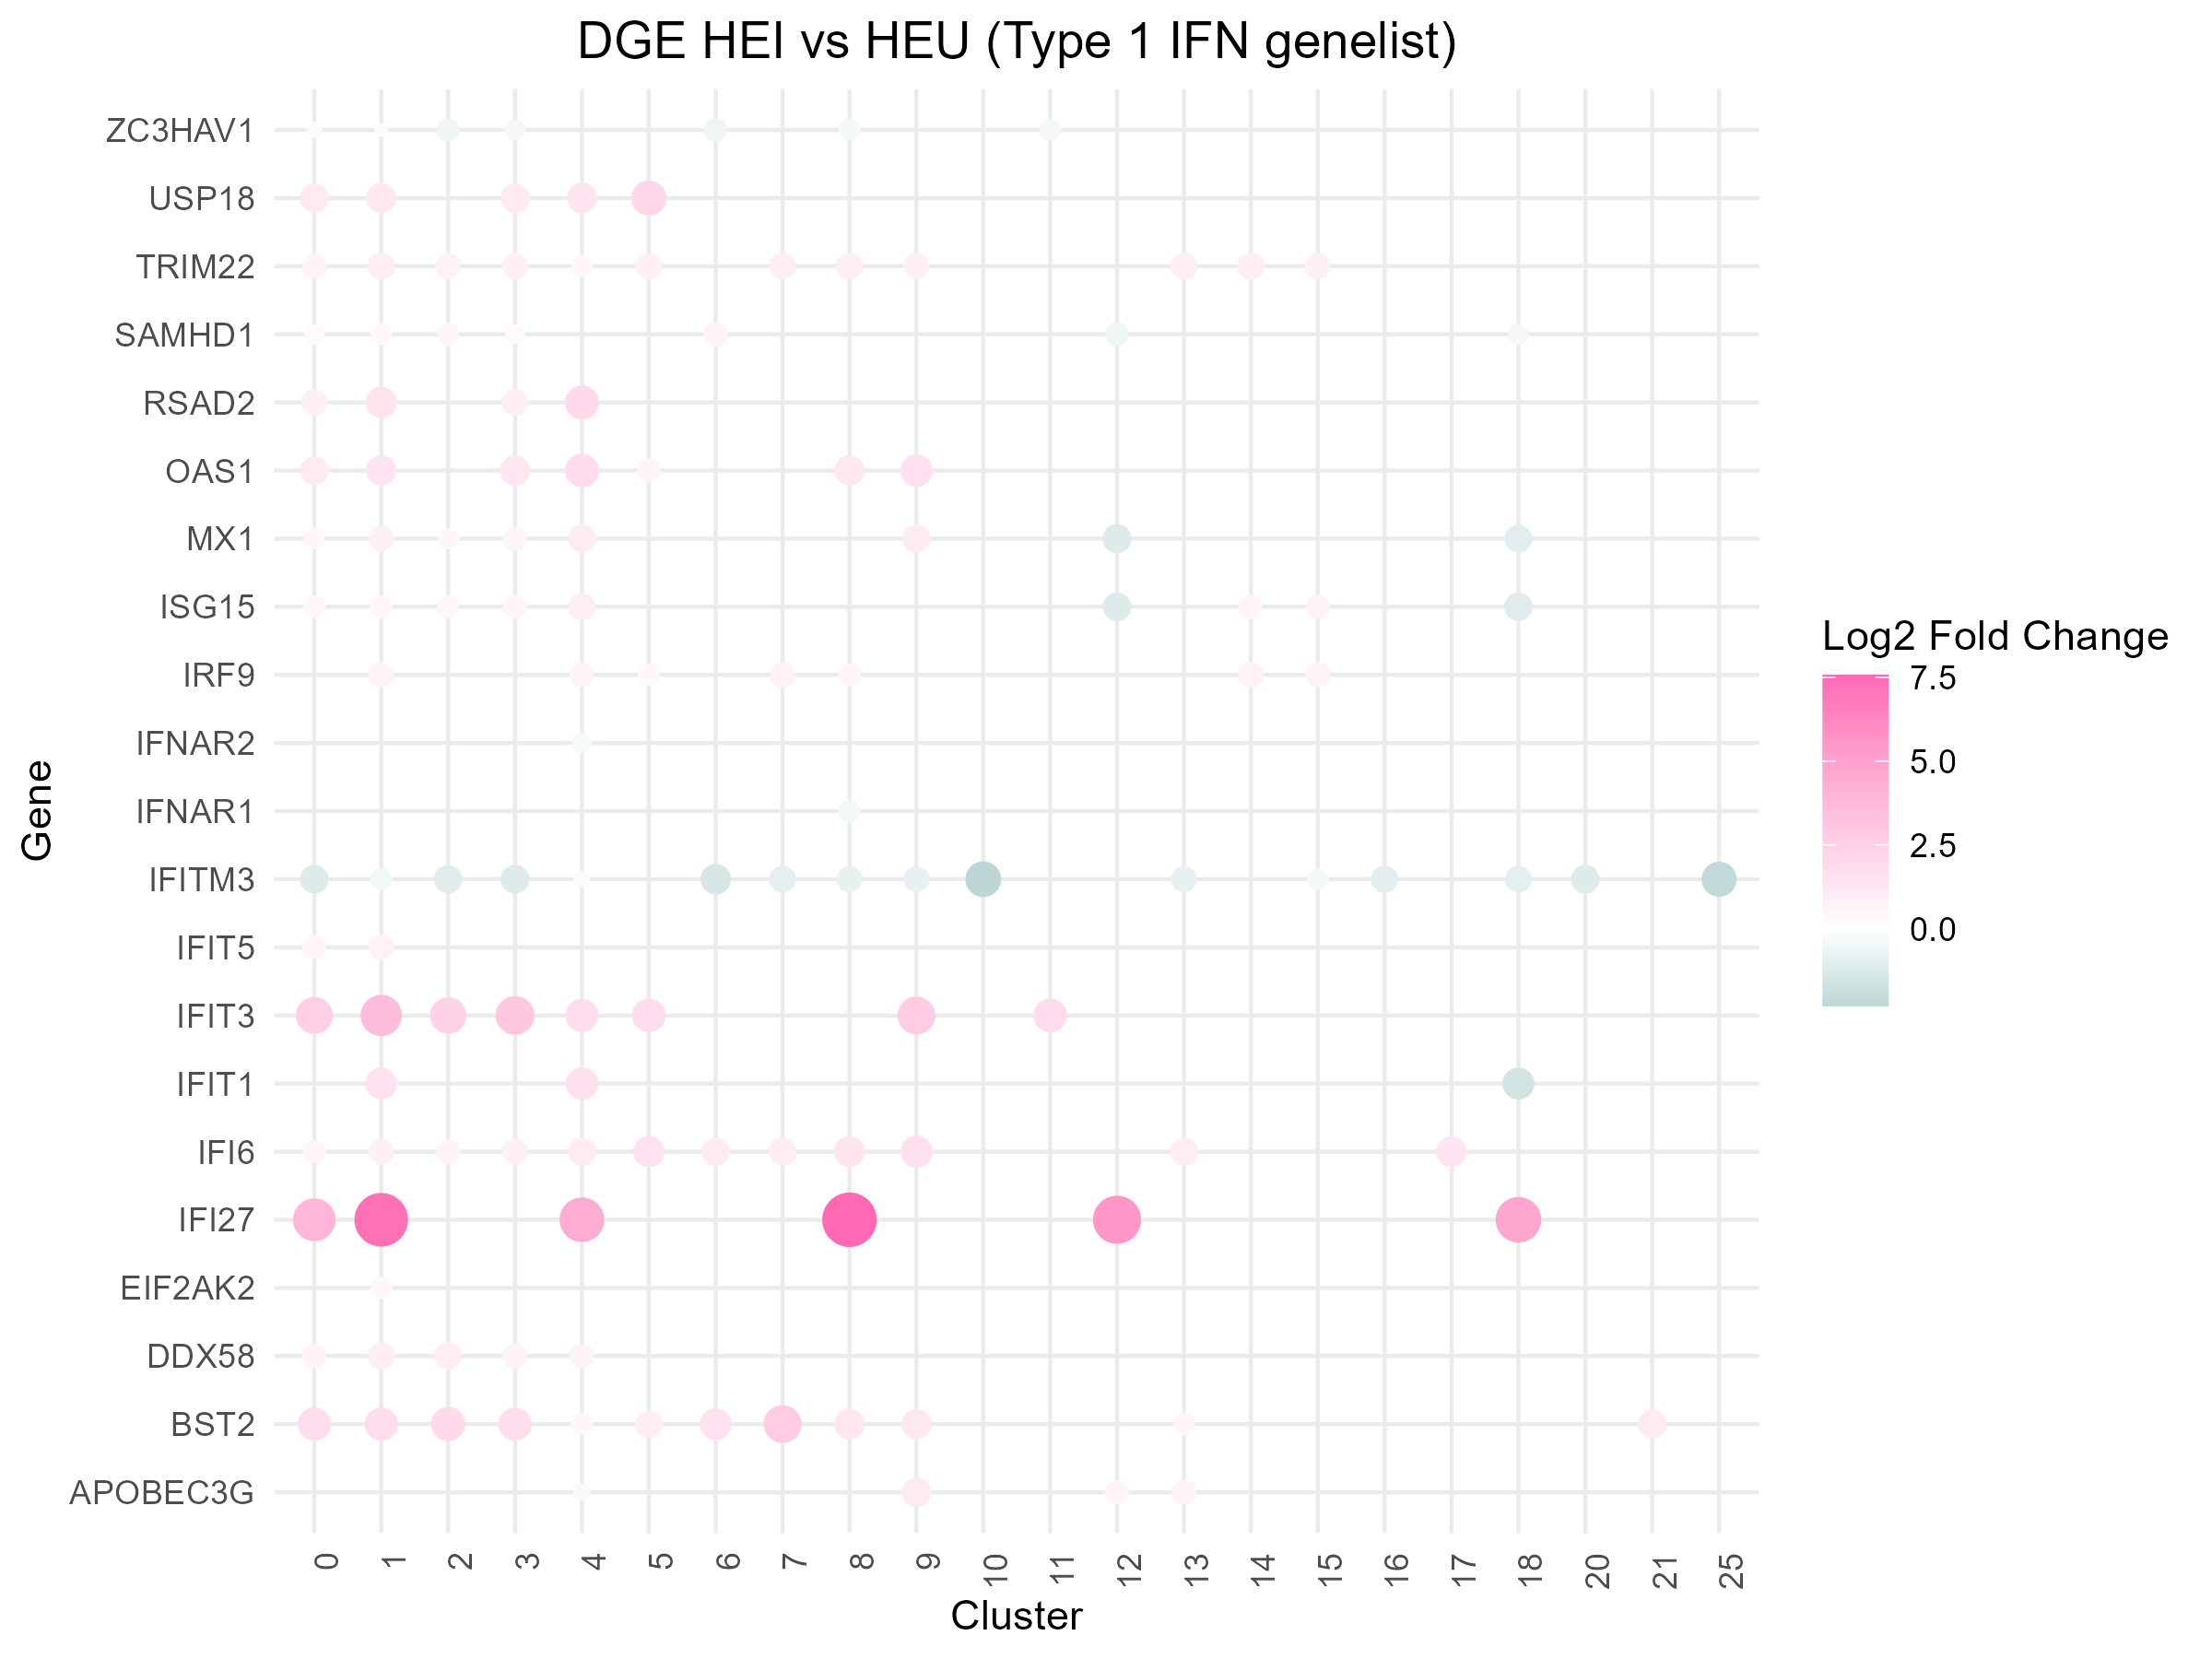 DGE HEI vs HEU (Type 1 IFN genelist)
Gene
ZC3HAV1
USP18
TRIM22
SAMHD1
RSAD2
OAS1
MX1
ISG15
IRF9
IFNAR2
IFNAR1
IFITM3
IFIT5
IFIT3
IFIT1
IFI6
IFI27
EIF2AK2
DDX58
BST2
APOBEC3G
0 1 2 3 4 5 6 7 8 9 10 11 12 13 14 15 16 17 18 20 21 25
Cluster
Log2 Fold Change
7.5
5.0
2.5
0.0